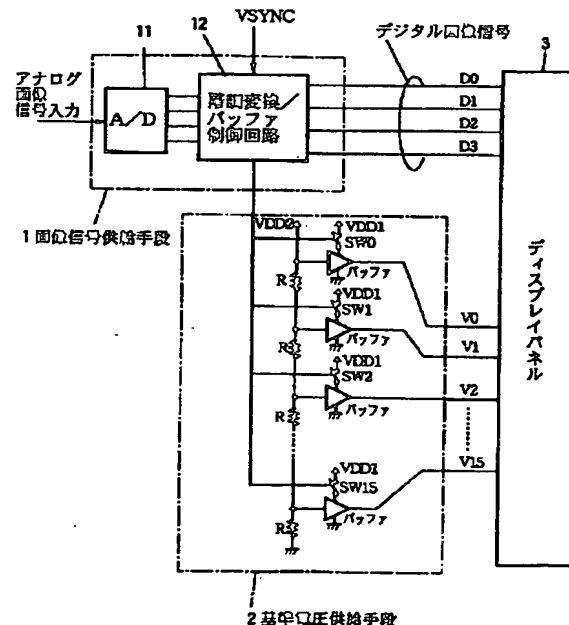 11
12
VSYNC
デジタル画像信号
3
アナログ
画像
信号入力
A/D
階調変換/
バッファ
制御回路
D0
D1
D2
D3
1 画像信号供給手段
VDD2
VDD1
SW0
バッファ
R
VDD1
SW1
バッファ
R
VDD1
SW2
バッファ
R
VDD1
SW15
バッファ
R
V0
V1
V2
V15
ディスプレイパネル
2 基準電圧供給手段